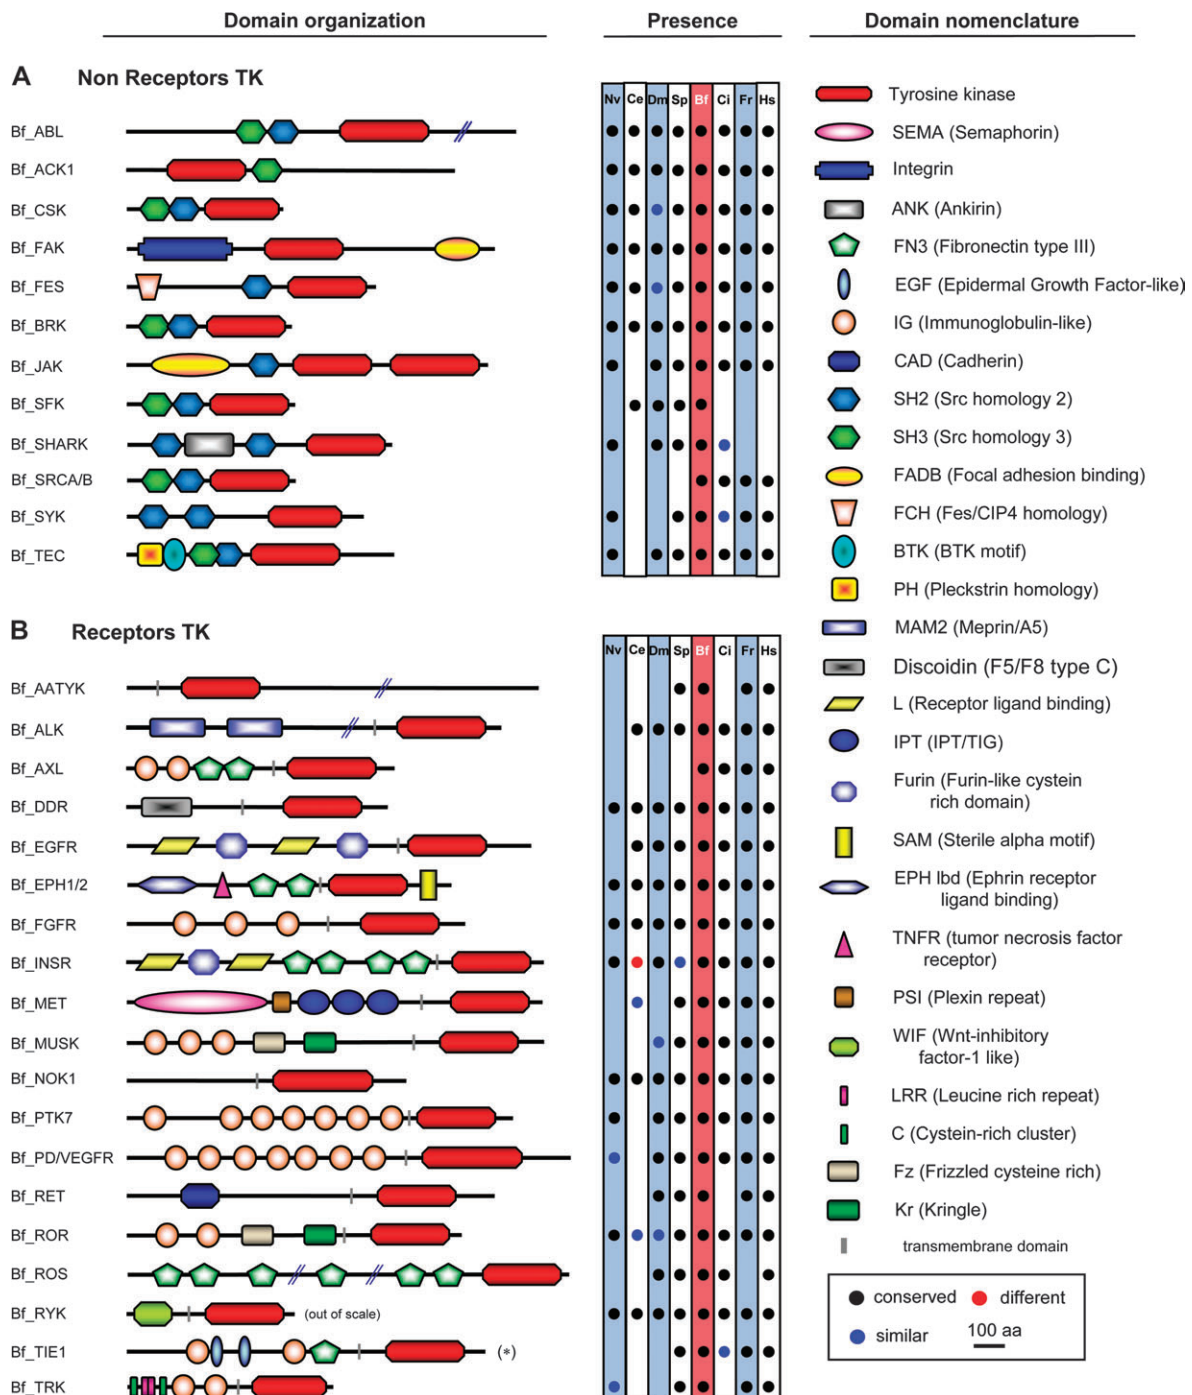 Domain organization
Presence
Domain nomenclature
A Non Receptors TK
Nv Ce Dm Sp Bf Ci Fr Hs
Bf_ABL
Bf_ACK1
Bf_CSK
Bf_FAK
Bf_FES
Bf_BRK
Bf_JAK
Bf_SFK
Bf_SHARK
Bf_SRCA/B
Bf_SYK
Bf_TEC
B Receptors TK
Nv Ce Dm Sp Bf Ci Fr Hs
Bf_AATYK
Bf_ALK
Bf_AXL
Bf_DDR
Bf_EGFR
Bf_EPH1/2
Bf_FGFR
Bf_INSR
Bf_MET
Bf_MUSK
Bf_NOK1
Bf_PTK7
Bf_PD/VEGFR
Bf_RET
Bf_ROR
Bf_ROS
Bf_RYK (out of scale)
Bf_TIE1 (*)
Bf_TRK
Tyrosine kinase
SEMA (Semaphorin)
Integrin
ANK (Ankirin)
FN3 (Fibronectin type III)
EGF (Epidermal Growth Factor-like)
IG (Immunoglobulin-like)
CAD (Cadherin)
SH2 (Src homology 2)
SH3 (Src homology 3)
FADB (Focal adhesion binding)
FCH (Fes/CIP4 homology)
BTK (BTK motif)
PH (Pleckstrin homology)
MAM2 (Meprin/A5)
Discoidin (F5/F8 type C)
L (Receptor ligand binding)
IPT (IPT/TIG)
Furin (Furin-like cystein
rich domain)
SAM (Sterile alpha motif)
EPH lbd (Ephrin receptor
ligand binding)
TNFR (tumor necrosis factor
receptor)
PSI (Plexin repeat)
WIF (Wnt-inhibitory
factor-1 like)
LRR (Leucine rich repeat)
C (Cystein-rich cluster)
Fz (Frizzled cysteine rich)
Kr (Kringle)
transmembrane domain
conserved different
similar 100 aa